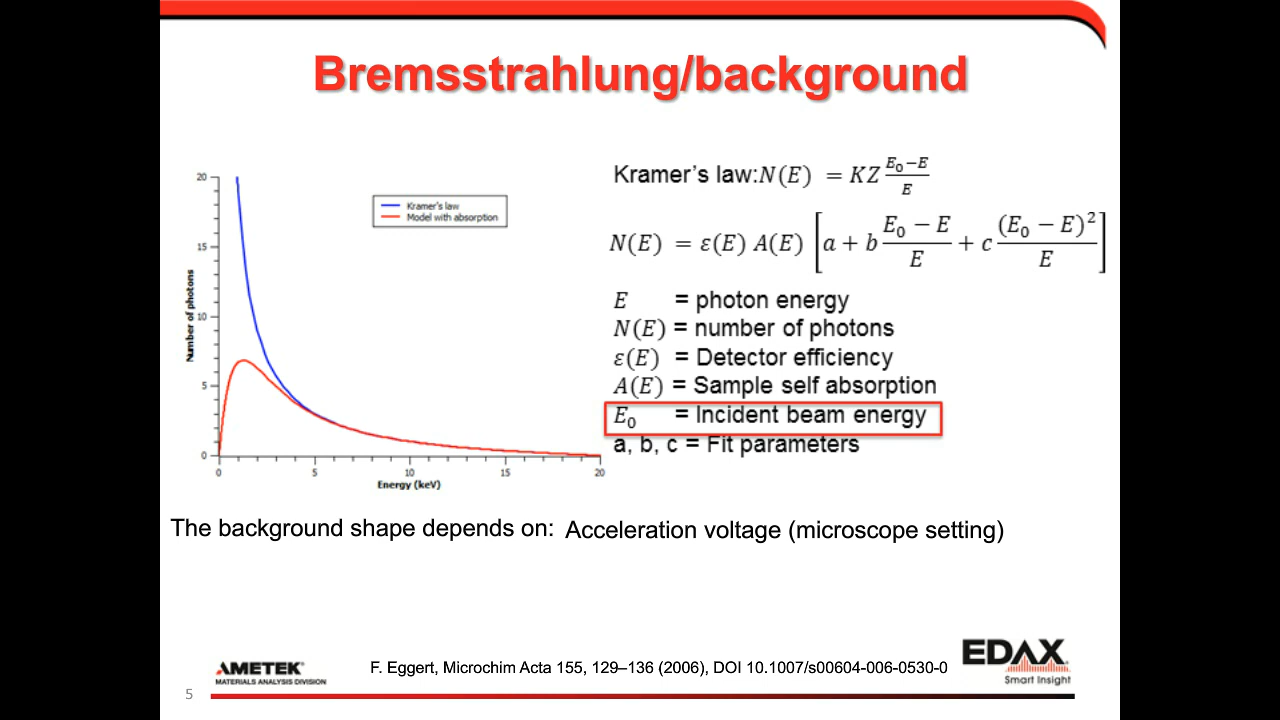 Bremsstrahlung/background
20
15
10
5
0
Number of photons
Kramer's law
Model with absorption
0 5 10 15 20
Energy (keV)
Kramer's law:N(E) = KZ (E₀−E)/E
N(E) = ε(E) A(E) [a + b (E₀ − E)/E + c (E₀ − E)²/E]
E = photon energy
N(E) = number of photons
ε(E) = Detector efficiency
A(E) = Sample self absorption
E₀ = Incident beam energy
a, b, c = Fit parameters
The background shape depends on: Acceleration voltage (microscope setting)
AMETEK®
MATERIALS ANALYSIS DIVISION
F. Eggert, Microchim Acta 155, 129–136 (2006), DOI 10.1007/s00604-006-0530-0
EDAX
Smart Insight
5